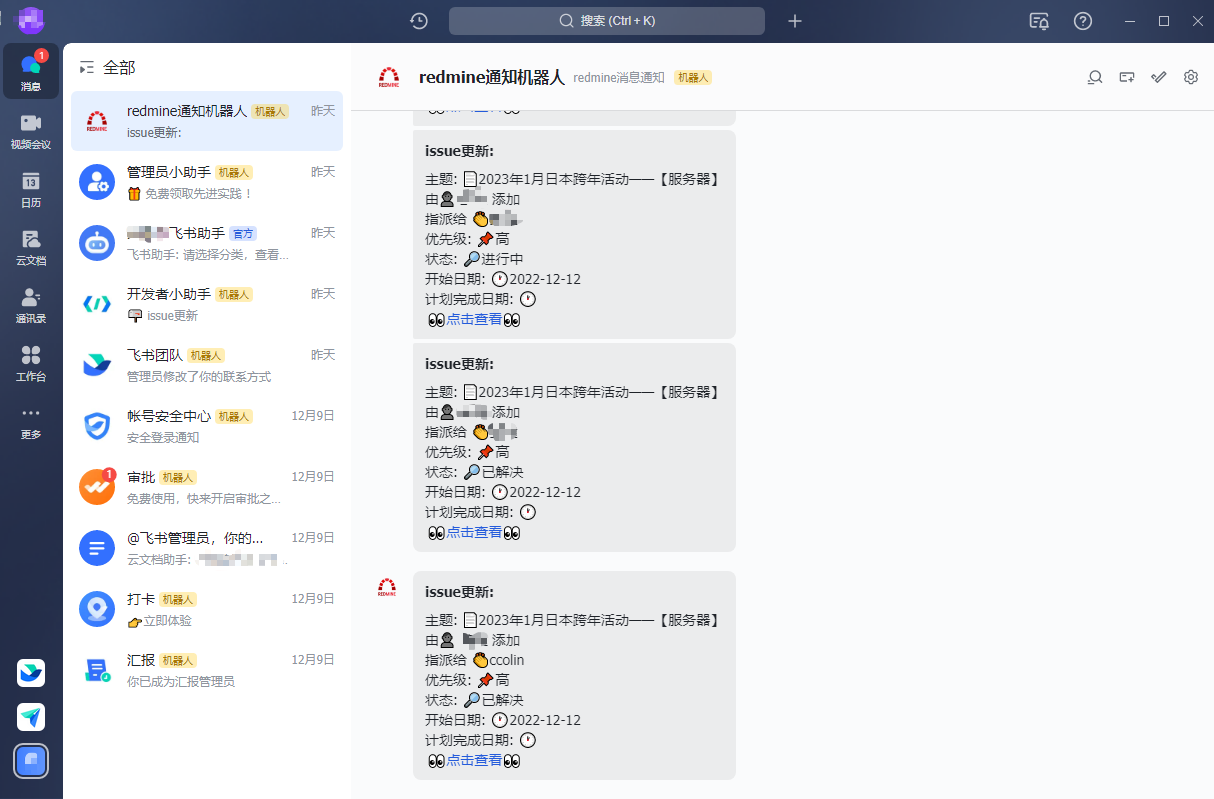 搜索 (Ctrl + K)
1
消息
视频会议
13
日历
云文档
通讯录
工作台
更多
全部
REDMINE
redmine通知机器人 机器人 昨天
issue更新:
管理员小助手 机器人 昨天
免费领取先进实践！
飞书助手 官方 昨天
飞书助手: 请选择分类，查看...
开发者小助手 机器人 昨天
issue更新
飞书团队 机器人 昨天
管理员修改了你的联系方式
帐号安全中心 机器人 12月9日
安全登录通知
1
审批 机器人 12月9日
免费使用，快来开启审批之...
@飞书管理员，你的... 12月9日
云文档助手: ..
打卡 机器人 12月9日
立即体验
汇报 机器人 12月9日
你已成为汇报管理员
REDMINE
redmine通知机器人 redmine消息通知 机器人
issue更新:
主题: 2023年1月日本跨年活动——【服务器】
由 添加
指派给
优先级: 高
状态: 进行中
开始日期: 2022-12-12
计划完成日期:
点击查看
issue更新:
主题: 2023年1月日本跨年活动——【服务器】
由 添加
指派给
优先级: 高
状态: 已解决
开始日期: 2022-12-12
计划完成日期:
点击查看
REDMINE
issue更新:
主题: 2023年1月日本跨年活动——【服务器】
由 添加
指派给 ccolin
优先级: 高
状态: 已解决
开始日期: 2022-12-12
计划完成日期:
点击查看